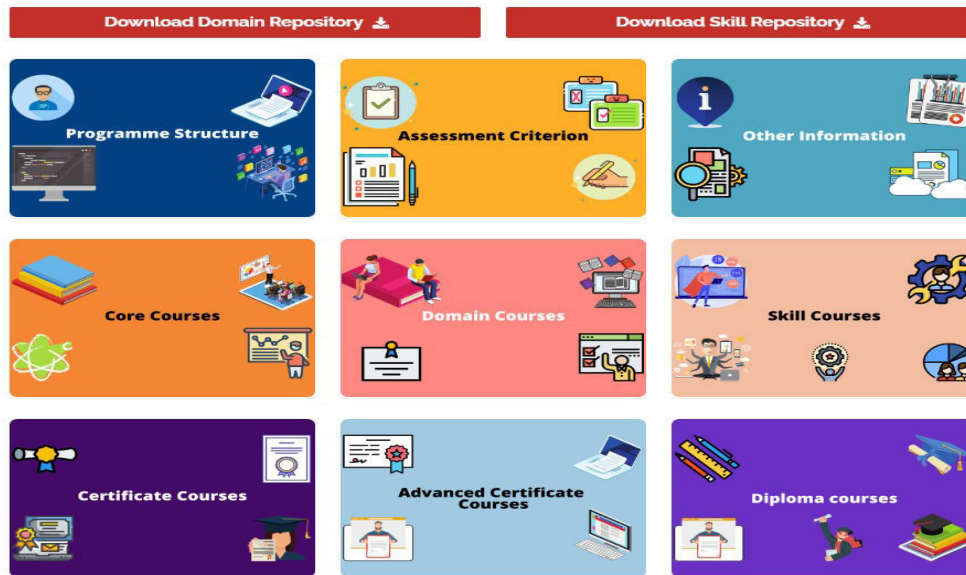 Download Domain Repository
Download Skill Repository
Programme Structure
Assessment Criterion
Other Information
Core Courses
Domain Courses
Skill Courses
Certificate Courses
Advanced Certificate
Courses
Diploma courses